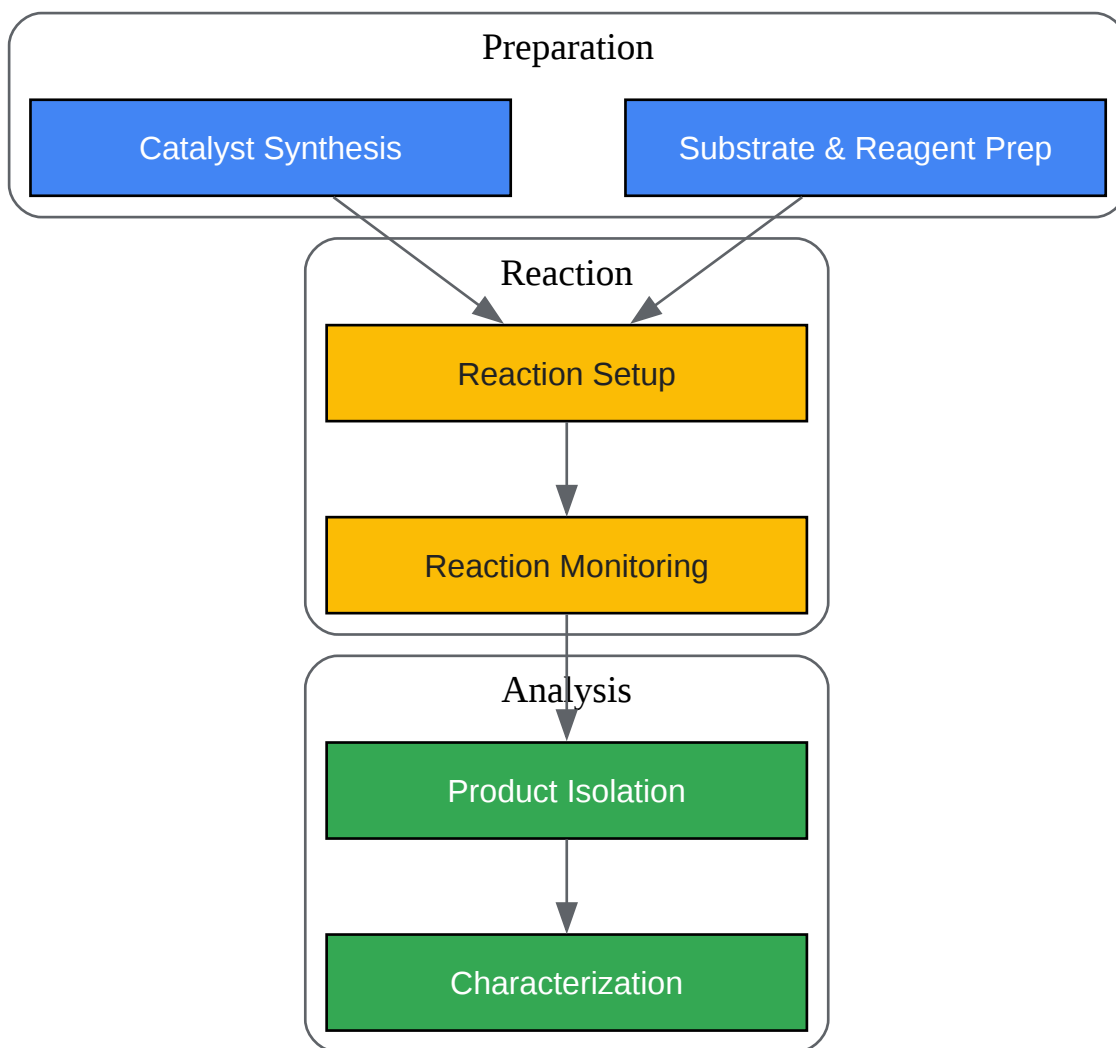 Preparation
Catalyst Synthesis
Substrate & Reagent Prep
Reaction
Reaction Setup
Reaction Monitoring
Analysis
Product Isolation
Characterization